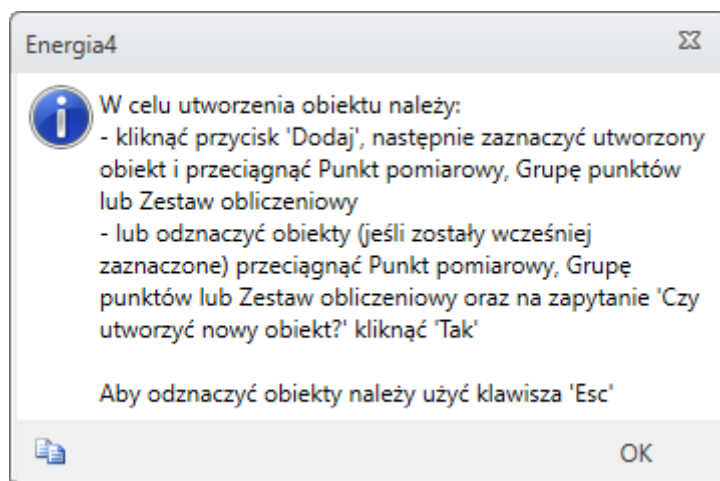 Energia4
W celu utworzenia obiektu należy:
- kliknąć przycisk 'Dodaj', następnie zaznaczyć utworzony
obiekt i przeciągnąć Punkt pomiarowy, Grupę punktów
lub Zestaw obliczeniowy
- lub odznaczyć obiekty (jeśli zostały wcześniej
zaznaczone) przeciągnąć Punkt pomiarowy, Grupę
punktów lub Zestaw obliczeniowy oraz na zapytanie 'Czy
utworzyć nowy obiekt?' kliknąć 'Tak'
Aby odznaczyć obiekty należy użyć klawisza 'Esc'
OK